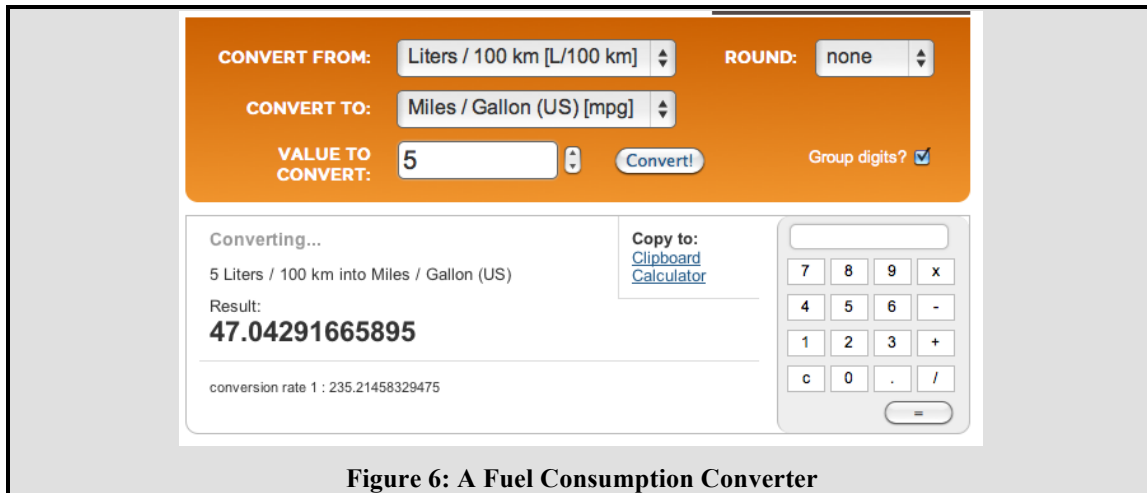 CONVERT FROM: Liters / 100 km [L/100 km] ROUND: none
CONVERT TO: Miles / Gallon (US) [mpg]
VALUE TO
CONVERT: 5 Convert! Group digits?
Converting...
5 Liters / 100 km into Miles / Gallon (US)
Result:
47.04291665895
conversion rate 1 : 235.21458329475
Copy to:
Clipboard
Calculator
7 8 9 x
4 5 6 -
1 2 3 +
c 0 . /
=
Figure 6: A Fuel Consumption Converter